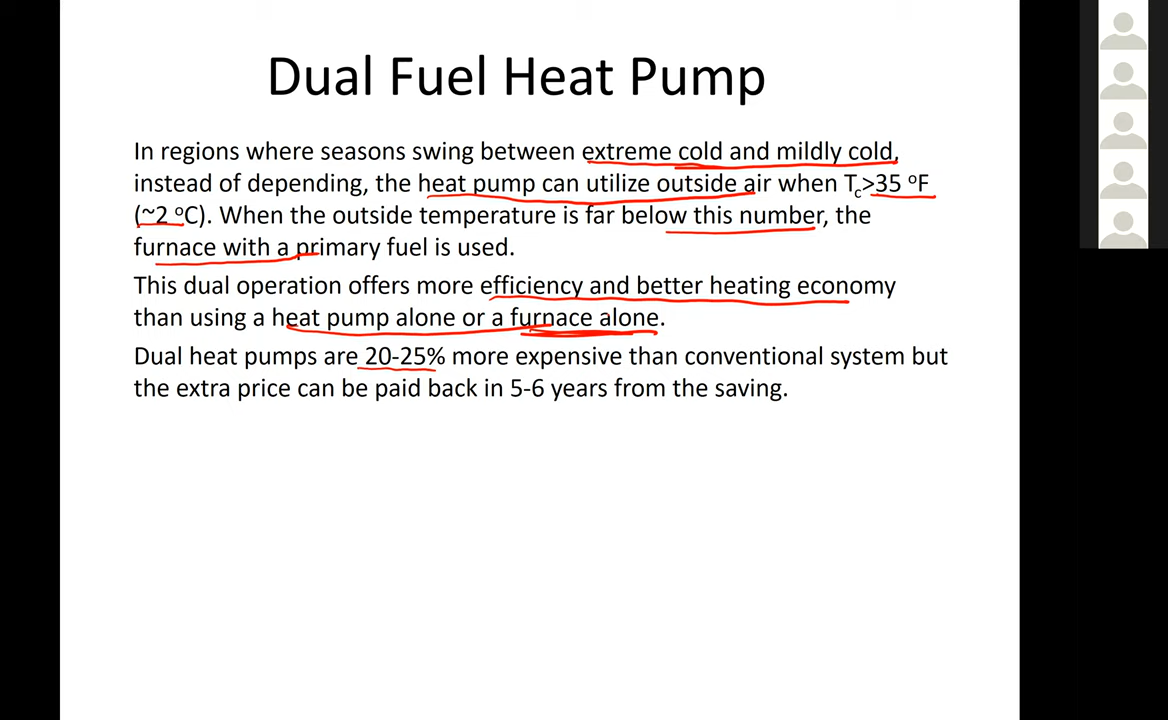 Dual Fuel Heat Pump
In regions where seasons swing between extreme cold and mildly cold,
instead of depending, the heat pump can utilize outside air when Tc>35 oF
(~2 oC). When the outside temperature is far below this number, the
furnace with a primary fuel is used.
This dual operation offers more efficiency and better heating economy
than using a heat pump alone or a furnace alone.
Dual heat pumps are 20-25% more expensive than conventional system but
the extra price can be paid back in 5-6 years from the saving.